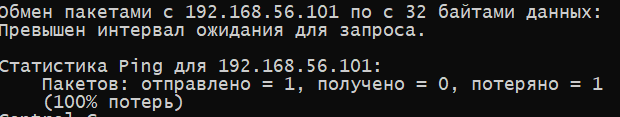 Обмен пакетами с 192.168.56.101 по с 32 байтами данных:
Превышен интервал ожидания для запроса.
Статистика Ping для 192.168.56.101:
Пакетов: отправлено = 1, получено = 0, потеряно = 1
(100% потерь)